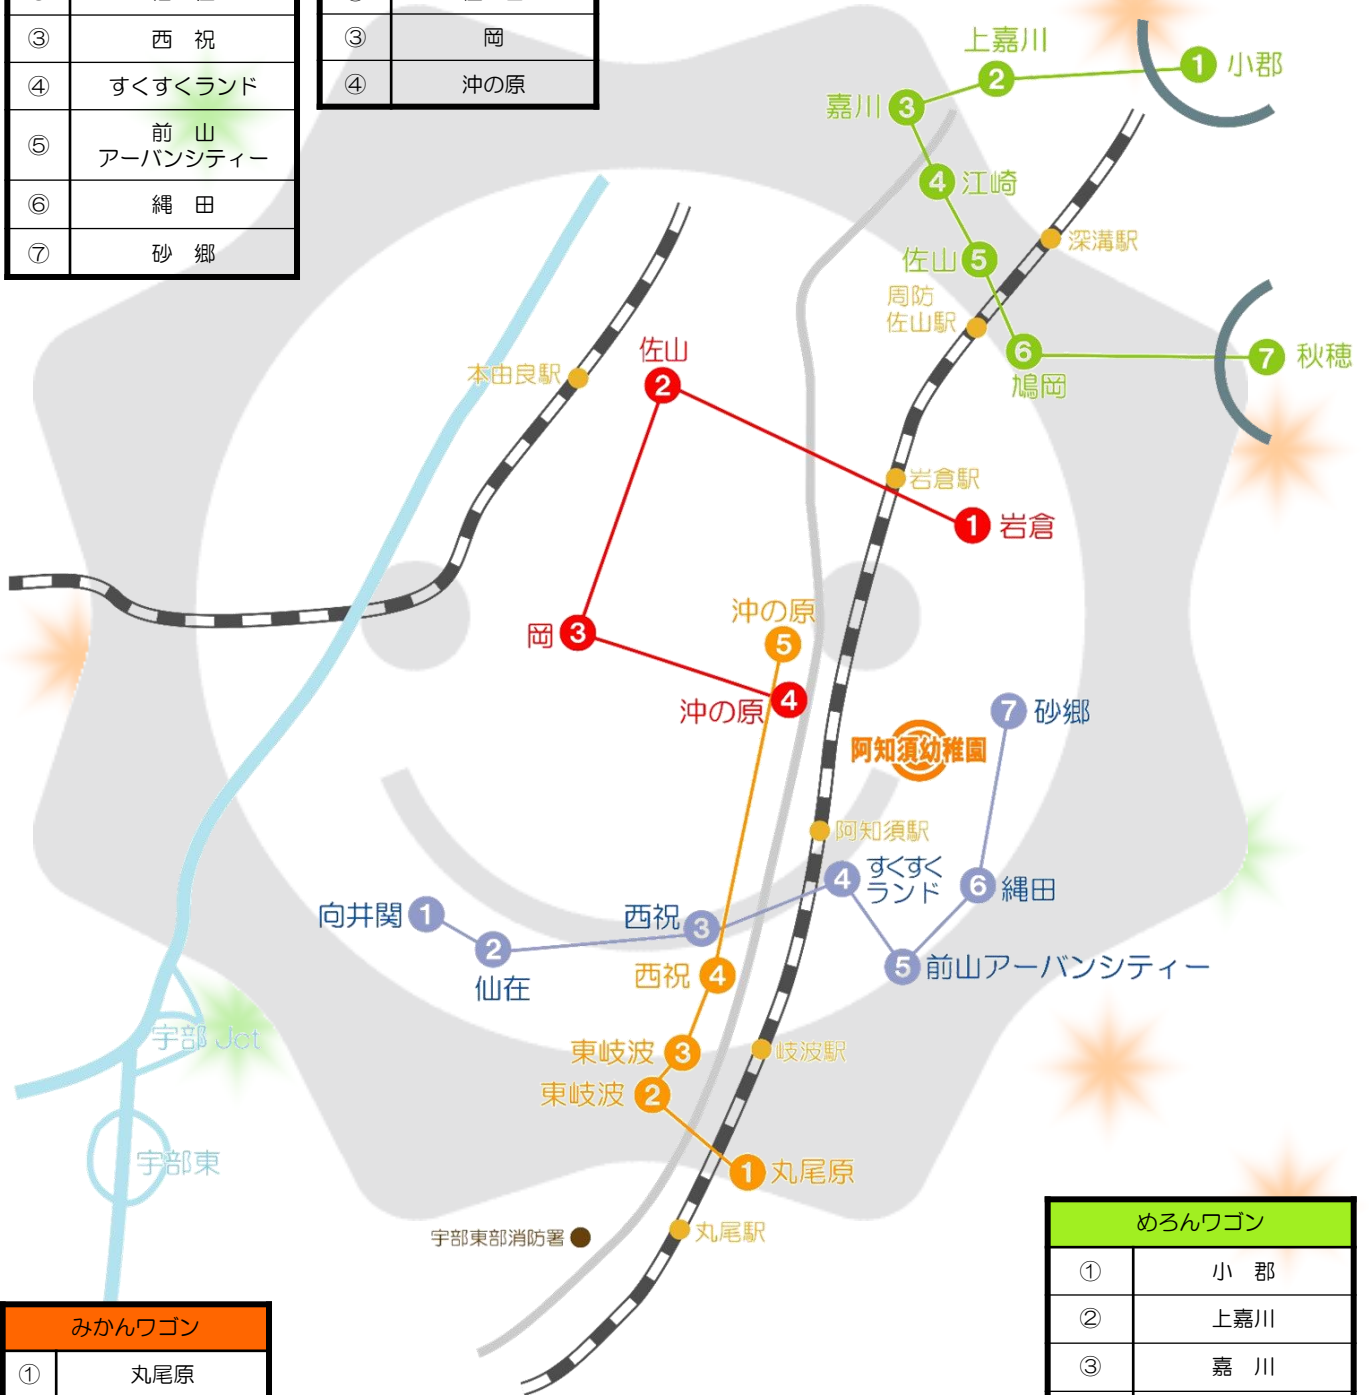 ③ 西 祝
④ すくすくランド
⑤ 前 山
アーバンシティー
⑥ 縄 田
⑦ 砂 郷
③ 岡
④ 沖の原
上嘉川
2
1 小郡
嘉川 3
4 江崎
佐山 5
深溝駅
周防
佐山駅
6
鳩岡
7 秋穂
佐山
2
本由良駅
岩倉駅
1 岩倉
沖の原
5
岡 3
沖の原 4
7 砂郷
阿知須幼稚園
阿知須駅
4 すくすく
ランド
6 縄田
向井関 1
2
仙在
西祝 3
5 前山アーバンシティー
西祝 4
宇部 Jct
東岐波 3
岐波駅
東岐波 2
宇部東
1 丸尾原
宇部東部消防署
丸尾駅
めろんワゴン
① 小 郡
② 上嘉川
③ 嘉 川
みかんワゴン
① 丸尾原